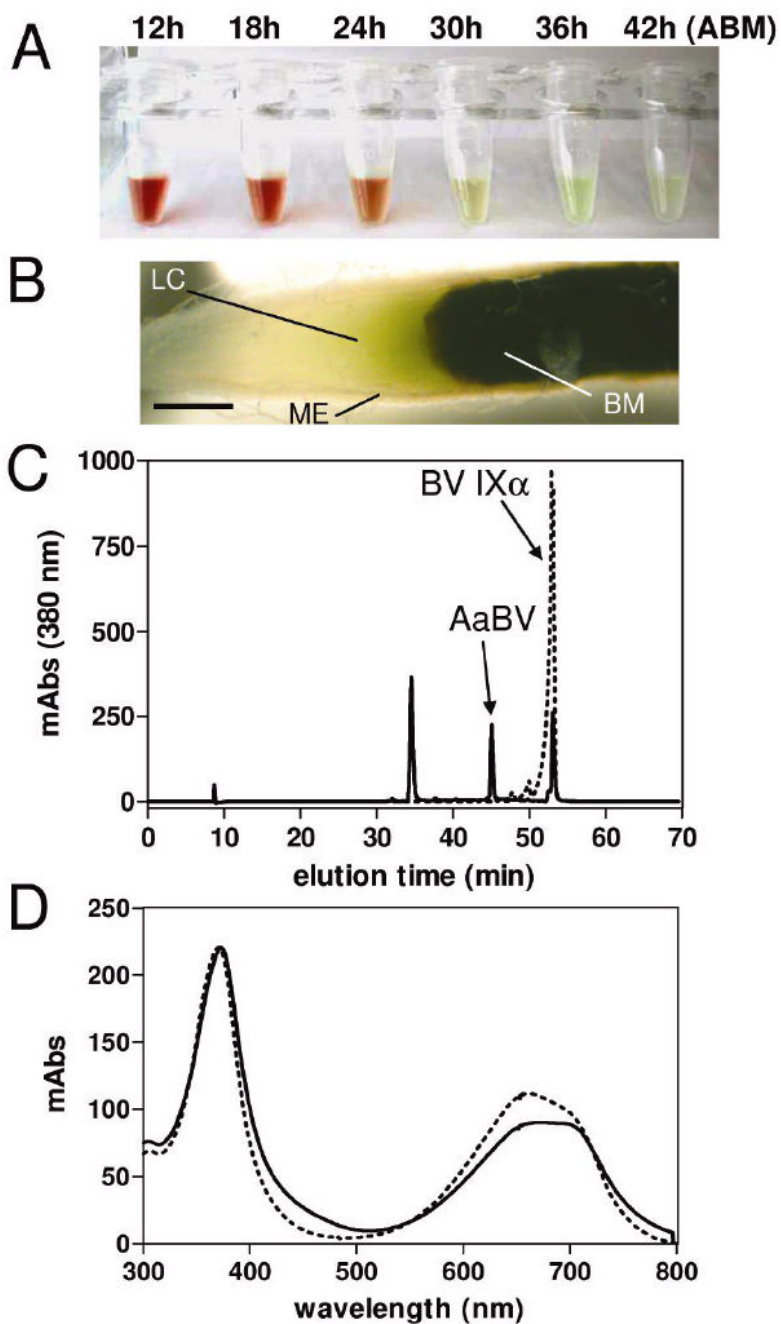 A
12h 18h 24h 30h 36h 42h (ABM)
B
LC
ME
BM
C
mAbs (380 nm)
1000
750
500
250
0
BV IXα
AaBV
0 10 20 30 40 50 60 70
elution time (min)
D
mAbs
250
200
150
100
50
0
300 400 500 600 700 800
wavelength (nm)